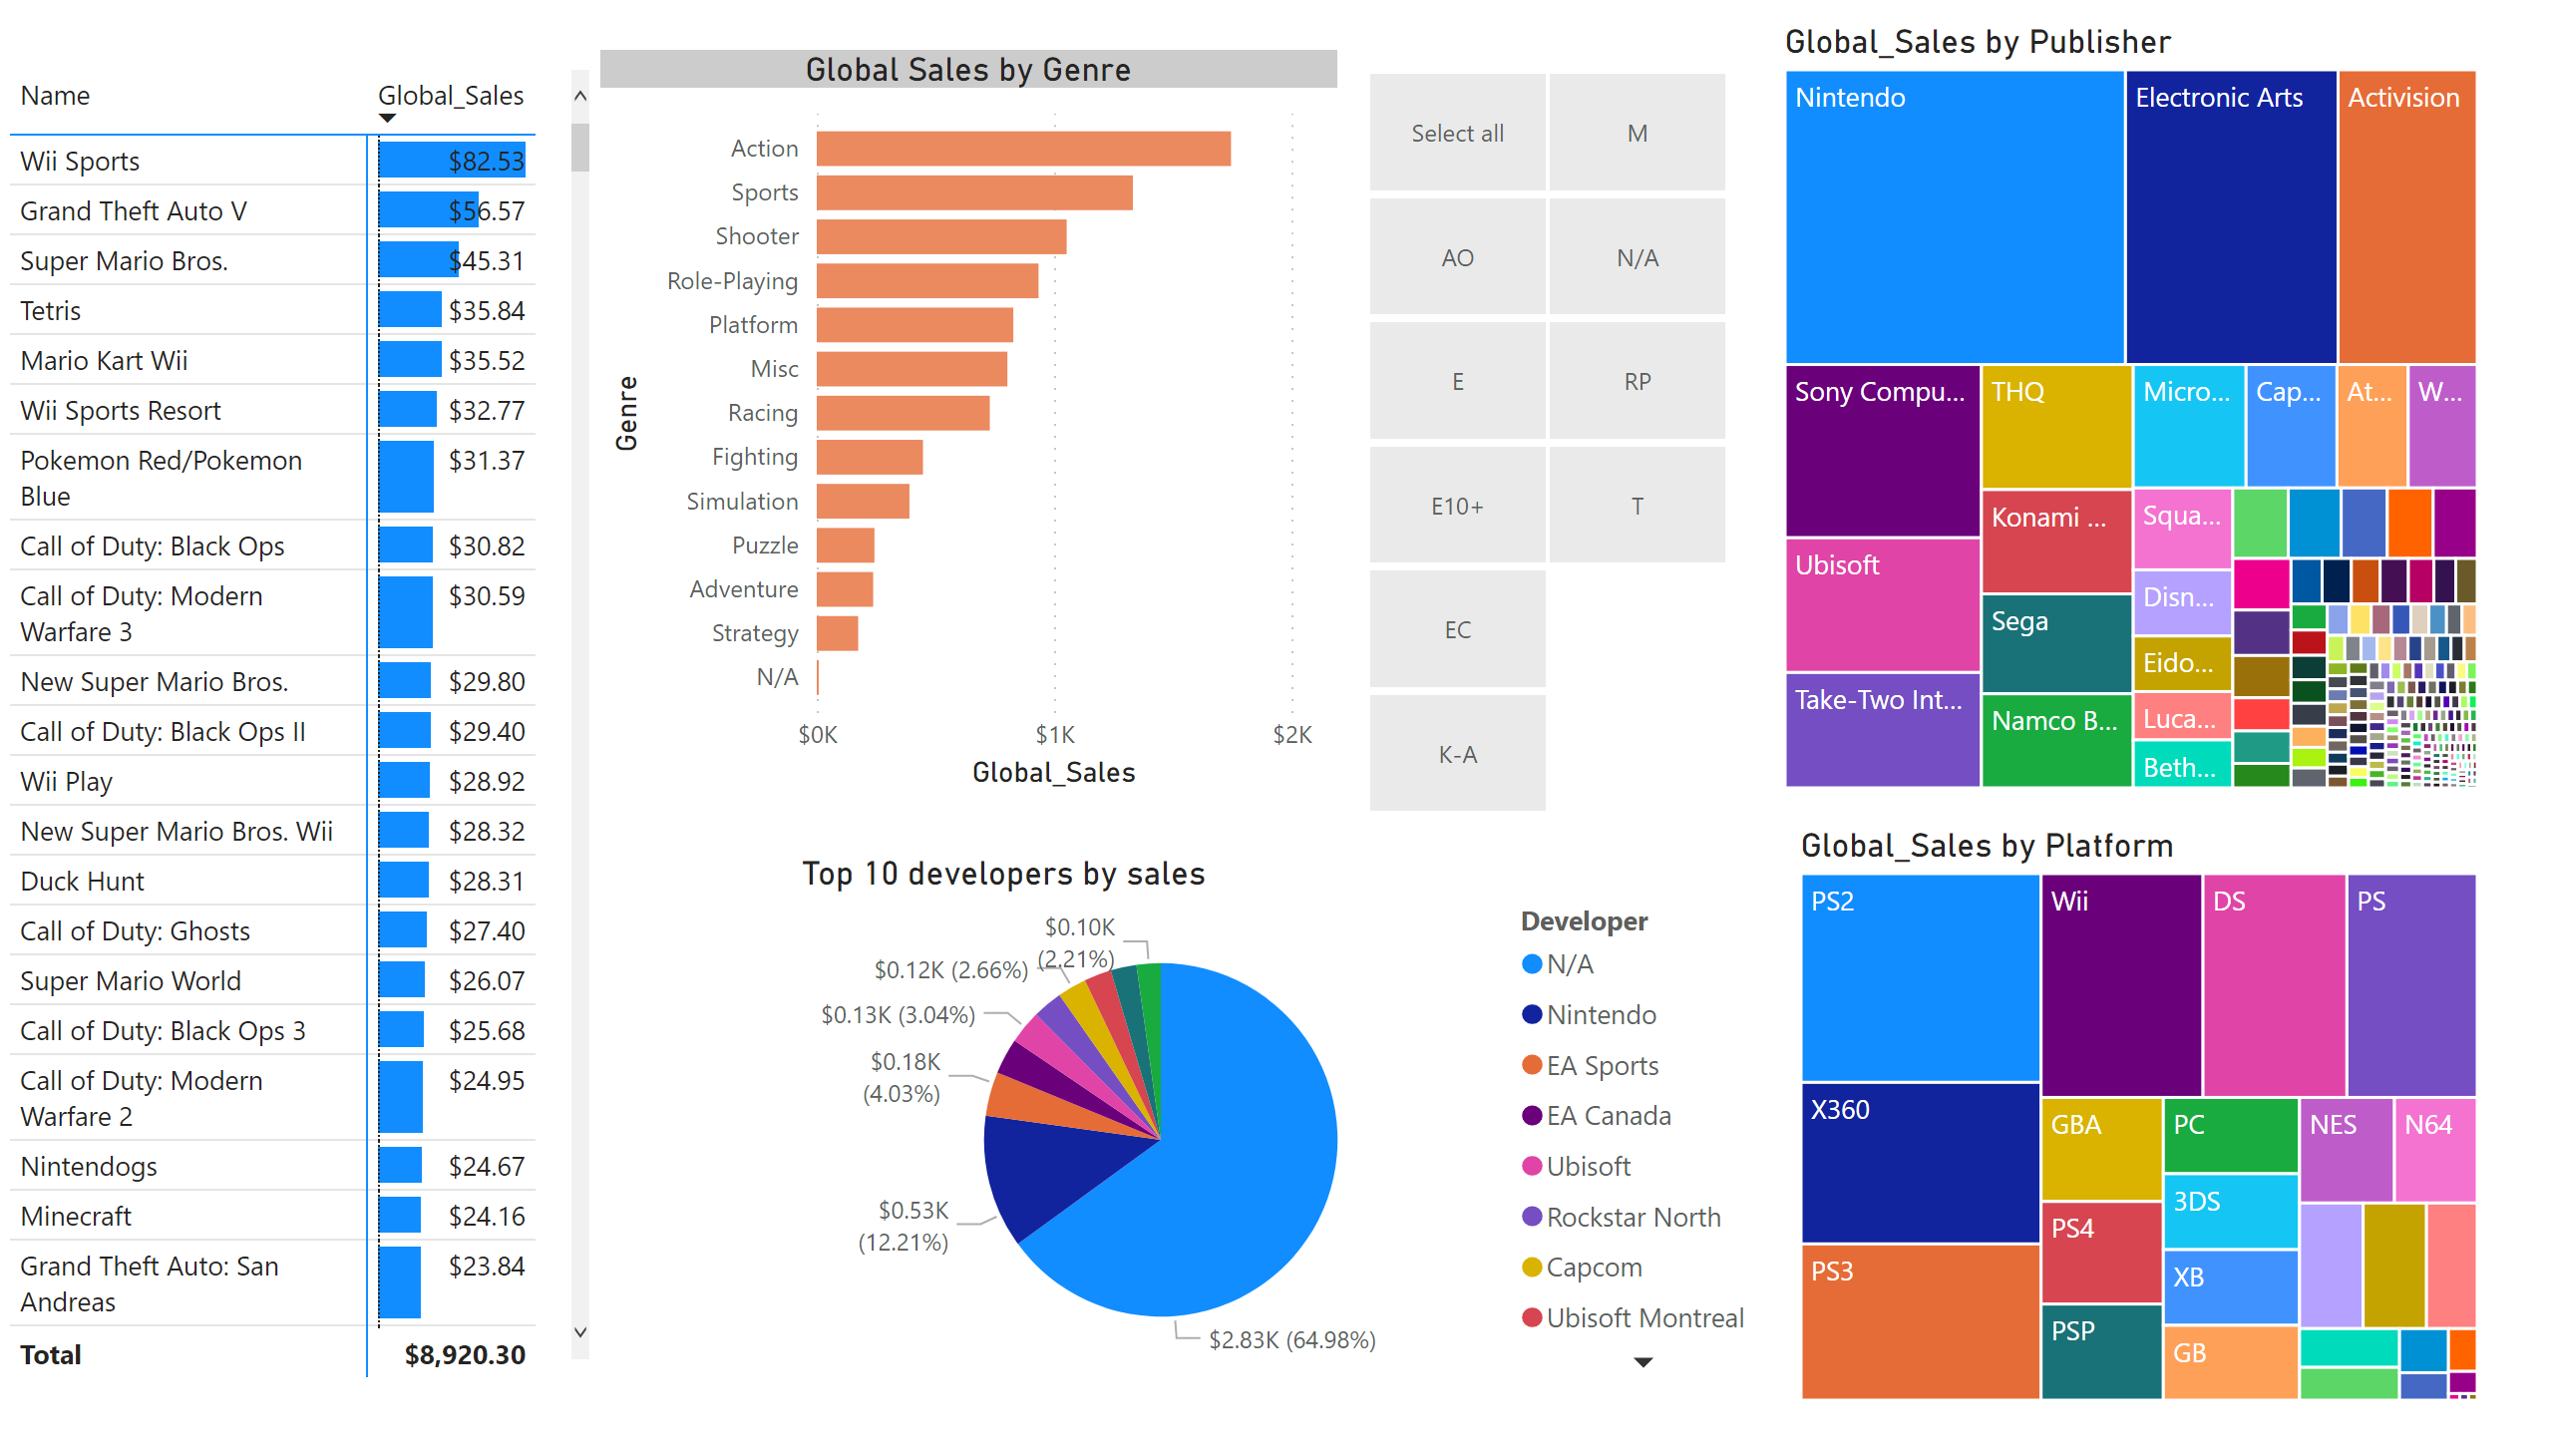 Name Global_Sales
Wii Sports $82.53
Grand Theft Auto V $56.57
Super Mario Bros. $45.31
Tetris $35.84
Mario Kart Wii $35.52
Wii Sports Resort $32.77
Pokemon Red/Pokemon $31.37
Blue
Call of Duty: Black Ops $30.82
Call of Duty: Modern $30.59
Warfare 3
New Super Mario Bros. $29.80
Call of Duty: Black Ops II $29.40
Wii Play $28.92
New Super Mario Bros. Wii $28.32
Duck Hunt $28.31
Call of Duty: Ghosts $27.40
Super Mario World $26.07
Call of Duty: Black Ops 3 $25.68
Call of Duty: Modern $24.95
Warfare 2
Nintendogs $24.67
Minecraft $24.16
Grand Theft Auto: San $23.84
Andreas
Total $8,920.30
Global Sales by Genre
Genre
Action
Sports
Shooter
Role-Playing
Platform
Misc
Racing
Fighting
Simulation
Puzzle
Adventure
Strategy
N/A
$0K $1K $2K
Global_Sales
Select all M
AO N/A
E RP
E10+ T
EC
K-A
Top 10 developers by sales
$0.10K
(2.21%)
$0.12K (2.66%)
$0.13K (3.04%)
$0.18K
(4.03%)
$0.53K
(12.21%)
$2.83K (64.98%)
Developer
N/A
Nintendo
EA Sports
EA Canada
Ubisoft
Rockstar North
Capcom
Ubisoft Montreal
Global_Sales by Publisher
Nintendo Electronic Arts Activision
Sony Compu... THQ Micro... Cap... At... W...
Konami ... Squa...
Ubisoft Disn...
Sega
Eido...
Take-Two Int... Namco B... Luca...
Beth...
Global_Sales by Platform
PS2 Wii DS PS
X360 GBA PC NES N64
3DS
PS4
PS3 XB
PSP
GB